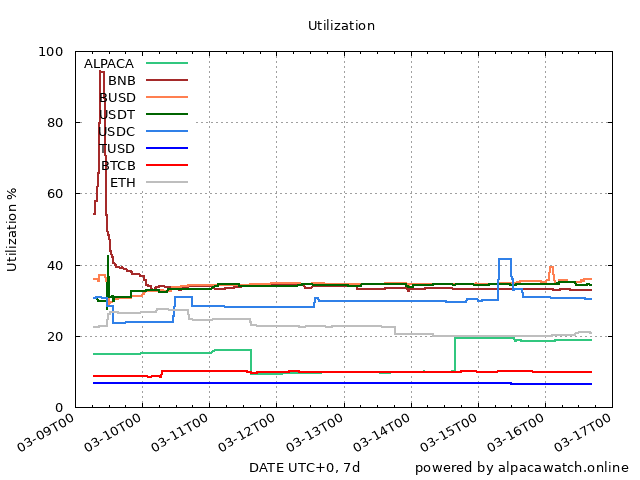 Utilization
100
80
60
40
20
0
Utilization %
ALPACA
BNB
BUSD
USDT
USDC
TUSD
BTCB
ETH
03-09T00
03-10T00
03-11T00
03-12T00
03-13T00
03-14T00
03-15T00
03-16T00
03-17T00
DATE UTC+0, 7d
powered by alpacawatch.online